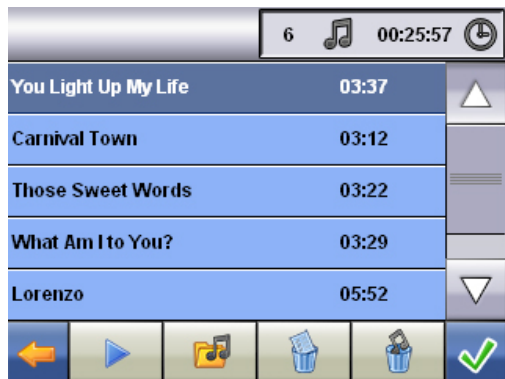 6 00:25:57
You Light Up My Life 03:37
Carnival Town 03:12
Those Sweet Words 03:22
What Am I to You? 03:29
Lorenzo 05:52